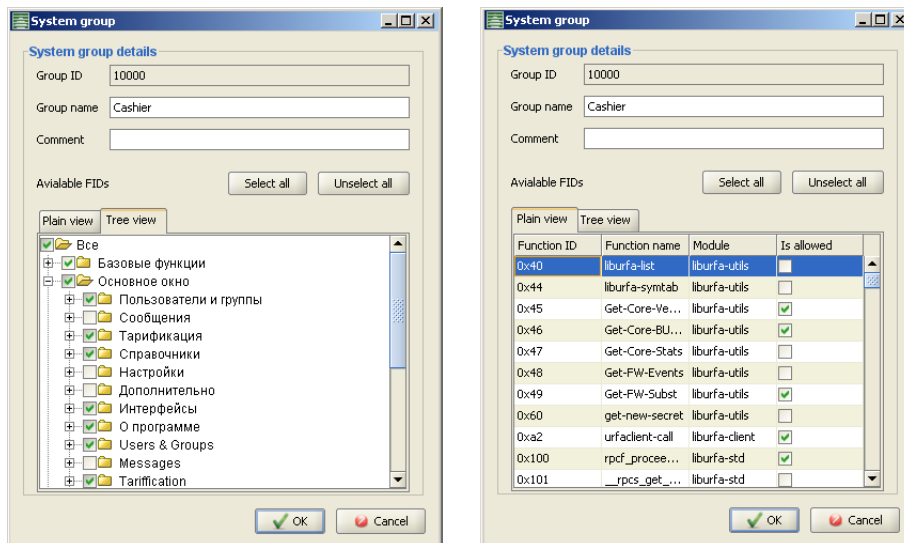 System group
System group details
Group ID 10000
Group name Cashier
Comment
Avialable FIDs Select all Unselect all
Plain view Tree view
Все
Базовые функции
Основное окно
Пользователи и группы
Сообщения
Тарификация
Справочники
Настройки
Дополнительно
Интерфейсы
О программе
Users & Groups
Messages
Tariffication
OK Cancel
System group
System group details
Group ID 10000
Group name Cashier
Comment
Avialable FIDs Select all Unselect all
Plain view Tree view
Function ID Function name Module Is allowed
0x40 liburfa-list liburfa-utils
0x44 liburfa-symtab liburfa-utils
0x45 Get-Core-Ve... liburfa-utils
0x46 Get-Core-BU... liburfa-utils
0x47 Get-Core-Stats liburfa-utils
0x48 Get-FW-Events liburfa-utils
0x49 Get-FW-Subst liburfa-utils
0x60 get-new-secret liburfa-utils
0xa2 urfaclient-call liburfa-client
0x100 rpcf_procee... liburfa-std
0x101 __rpcs_get_... liburfa-std
OK Cancel